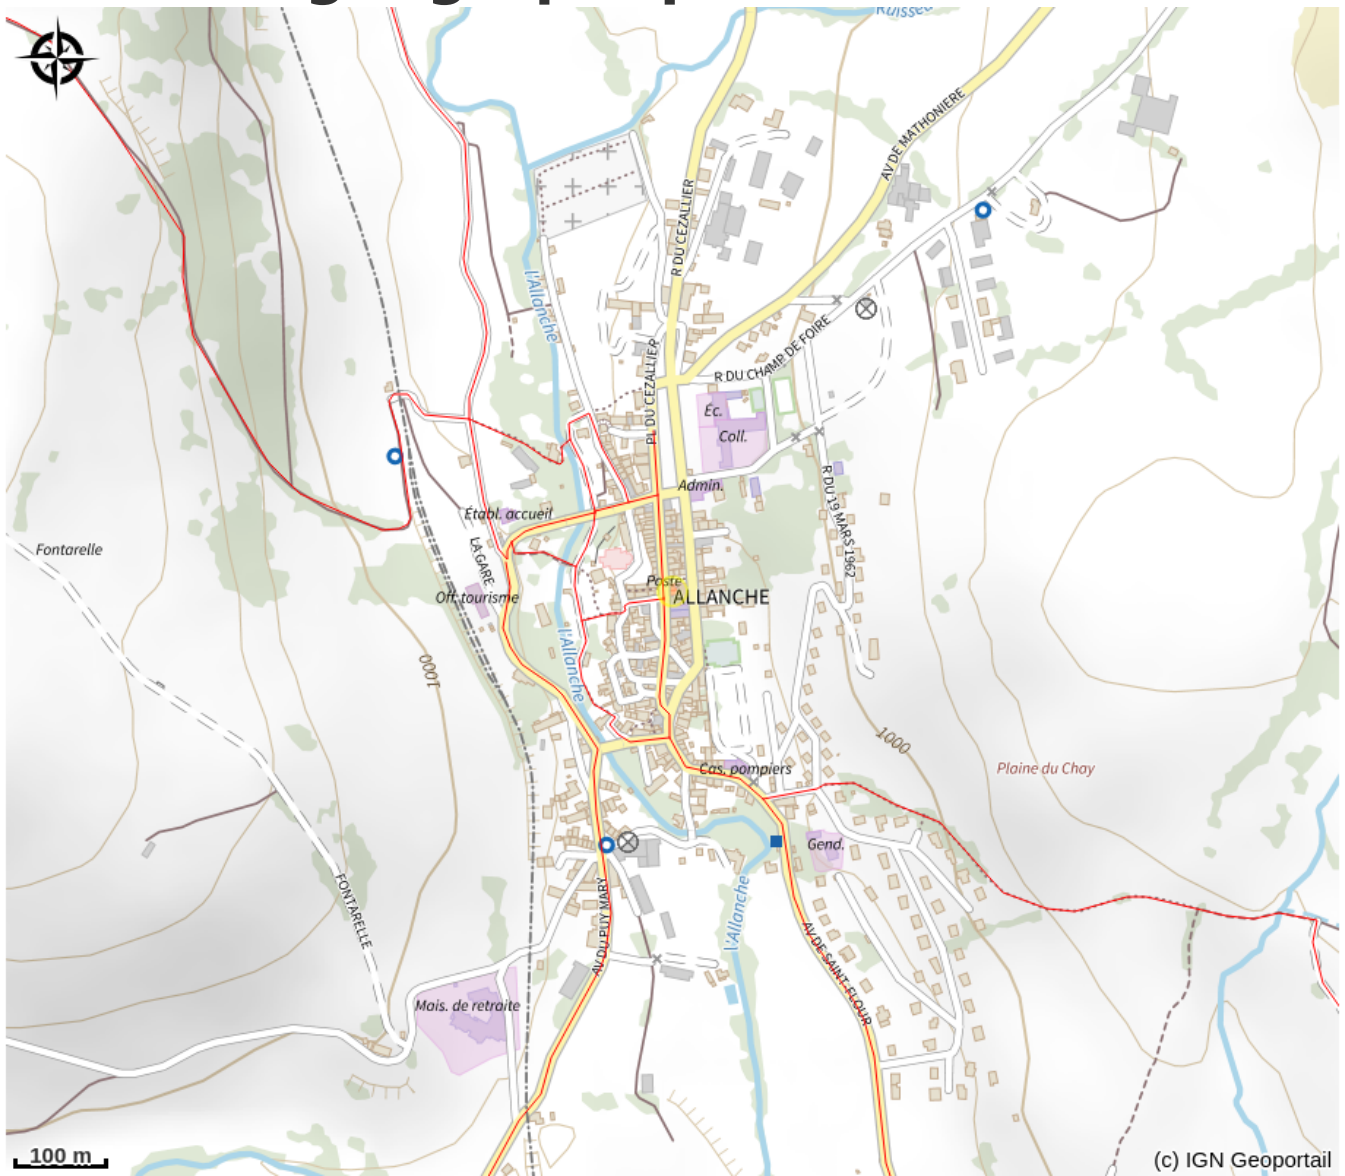 Ruisseau
AV DE MATHONIERE
R DU CEZALLIER
l'Allanche
PL DU CEZALLIER
R DU CHAMP DE FOIRE
Éc.
Coll.
Admin.
Établ. accueil
R DU 19 MARS 1962
Fontarelle
LA GARE
Poste
ALLANCHE
Off. tourisme
l'Allanche
1000
1000
Plaine du Chay
Cas. pompiers
Gend.
FONTARELLE
AV DU PUY MARY
l'Allanche
AV DE SAINT-FLOUR
Mais. de retraite
100 m
(c) IGN Geoportail